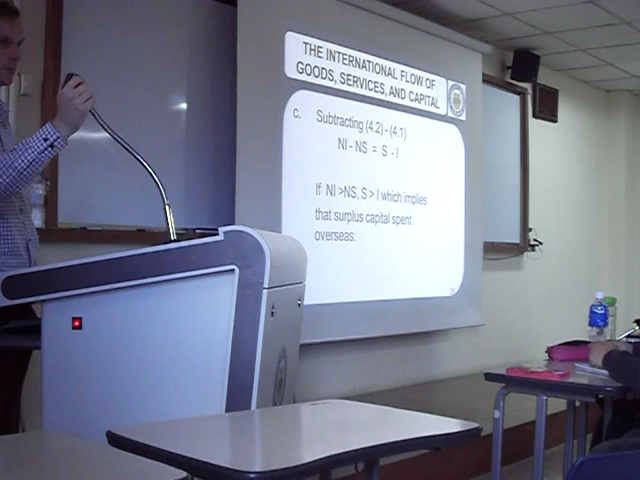 THE INTERNATIONAL FLOW OF
GOODS, SERVICES, AND CAPITAL
c. Subtracting (4.2) - (4.1)
NI - NS = S - I
If NI >NS, S > I which implies
that surplus capital spent
overseas.